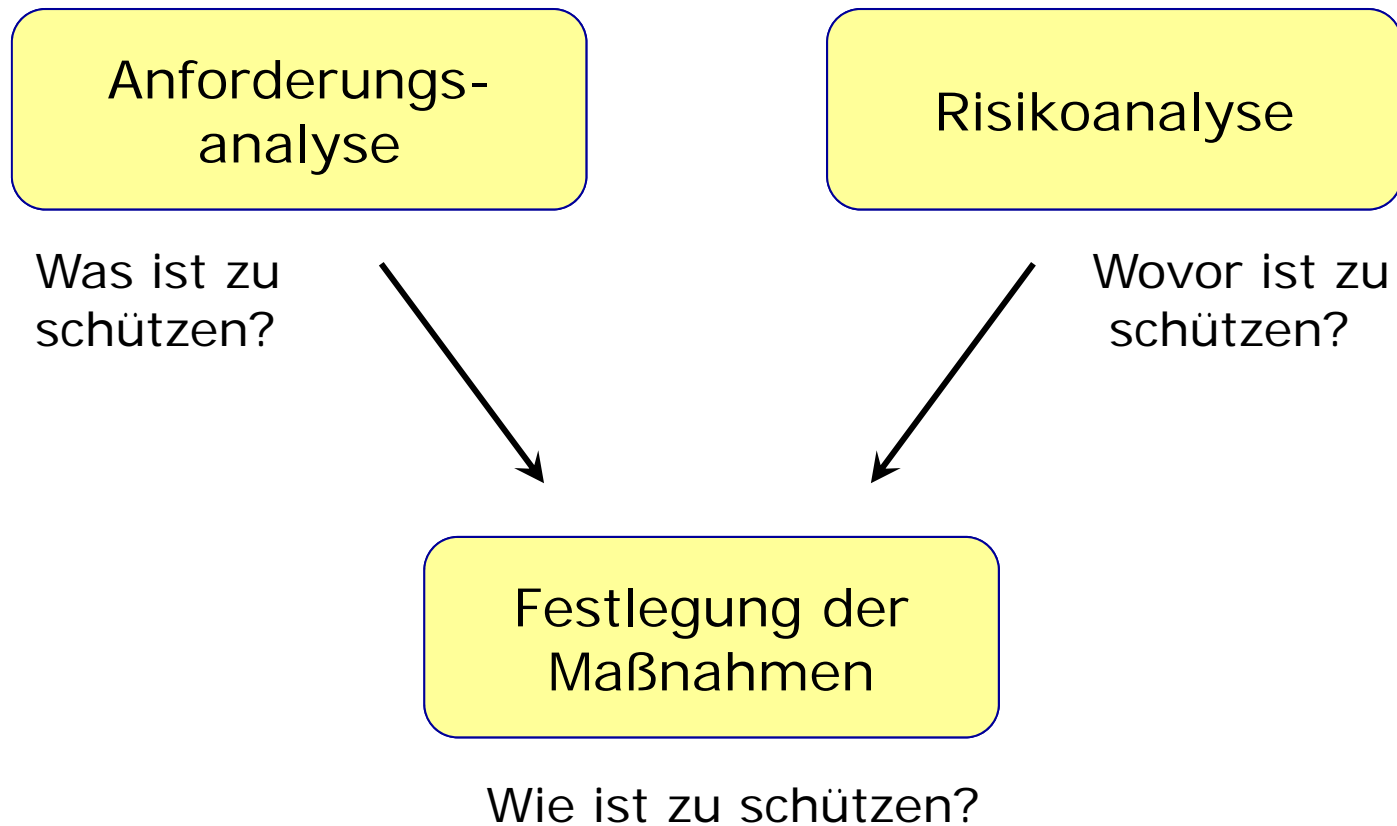 Anforderungs-
analyse
Risikoanalyse
Was ist zu
schützen?
Wovor ist zu
schützen?
Festlegung der
Maßnahmen
Wie ist zu schützen?